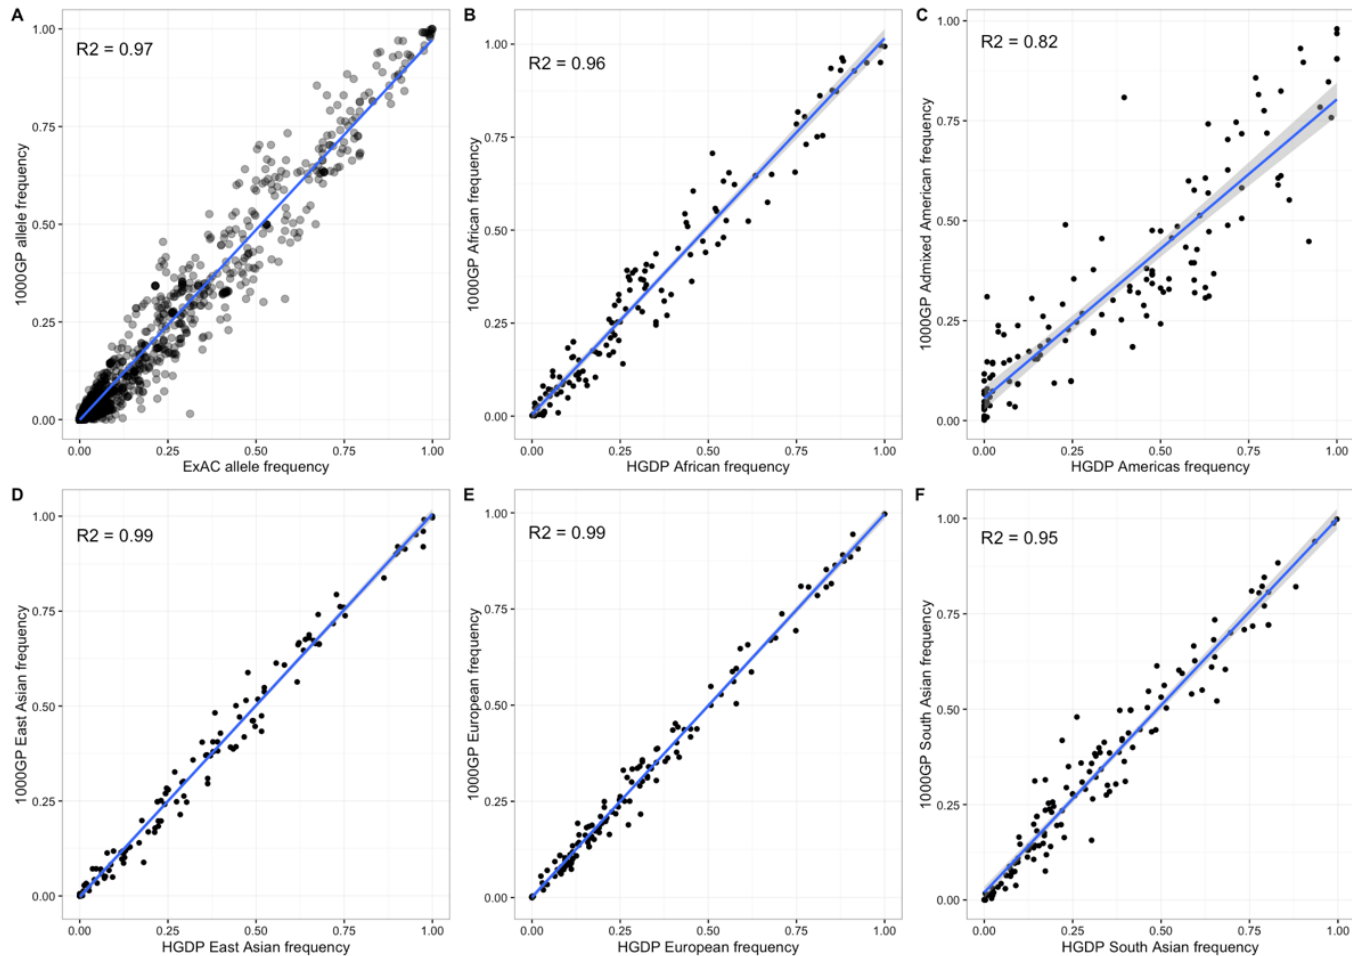 A
1.00
0.75
0.50
0.25
0.00
1000GP allele frequency
R2 = 0.97
0.00 0.25 0.50 0.75 1.00
ExAC allele frequency
B
1.00
0.75
0.50
0.25
0.00
1000GP African frequency
R2 = 0.96
0.00 0.25 0.50 0.75 1.00
HGDP African frequency
C
1.00
0.75
0.50
0.25
0.00
1000GP Admixed American frequency
R2 = 0.82
0.00 0.25 0.50 0.75 1.00
HGDP Americas frequency
D
1.00
0.75
0.50
0.25
0.00
1000GP East Asian frequency
R2 = 0.99
0.00 0.25 0.50 0.75 1.00
HGDP East Asian frequency
E
1.00
0.75
0.50
0.25
0.00
1000GP European frequency
R2 = 0.99
0.00 0.25 0.50 0.75 1.00
HGDP European frequency
F
1.00
0.75
0.50
0.25
0.00
1000GP South Asian frequency
R2 = 0.95
0.00 0.25 0.50 0.75 1.00
HGDP South Asian frequency